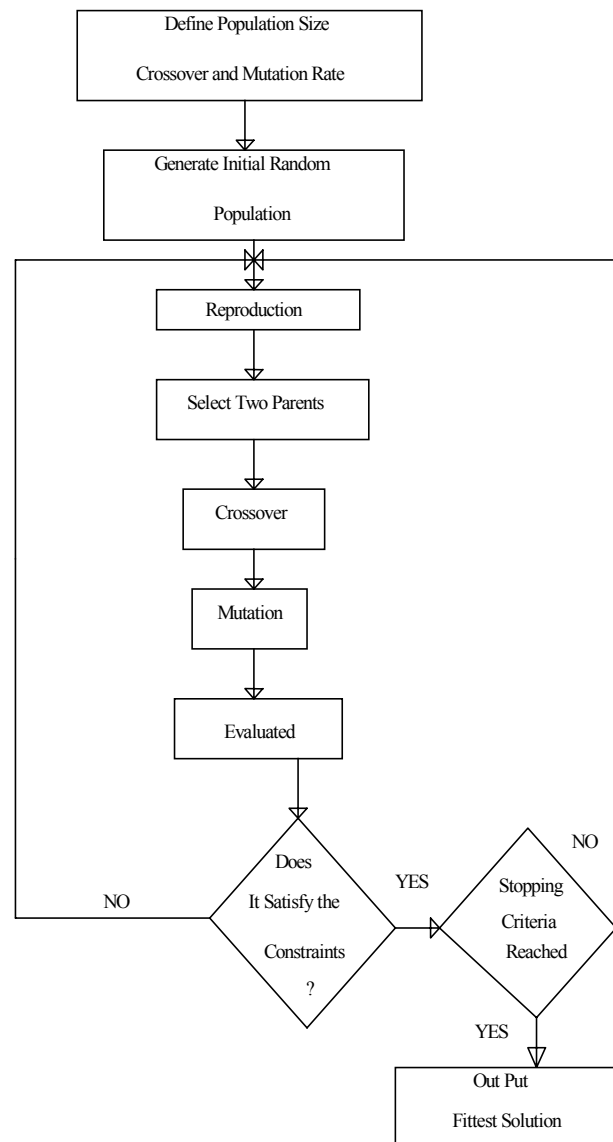 Define Population Size
Crossover and Mutation Rate
Generate Initial Random
Population
Reproduction
Select Two Parents
Crossover
Mutation
Evaluated
Does
It Satisfy the
Constraints
?
NO
YES
Stopping
Criteria
Reached
NO
YES
Out Put
Fittest Solution